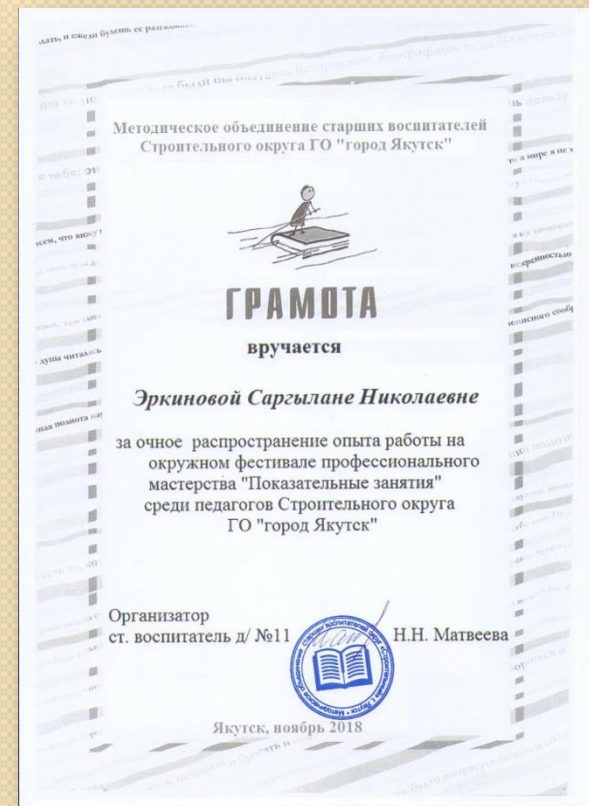 Методическое объединение старших воспитателей
Строительного округа ГО "город Якутск"
ГРАМОТА
вручается
Эркиновой Саргылане Николаевне
за очное распространение опыта работы на
окружном фестивале профессионального
мастерства "Показательные занятия"
среди педагогов Строительного округа
ГО "город Якутск"
Организатор
ст. воспитатель д/ №11 Н.Н. Матвеева
Якутск, ноябрь 2018